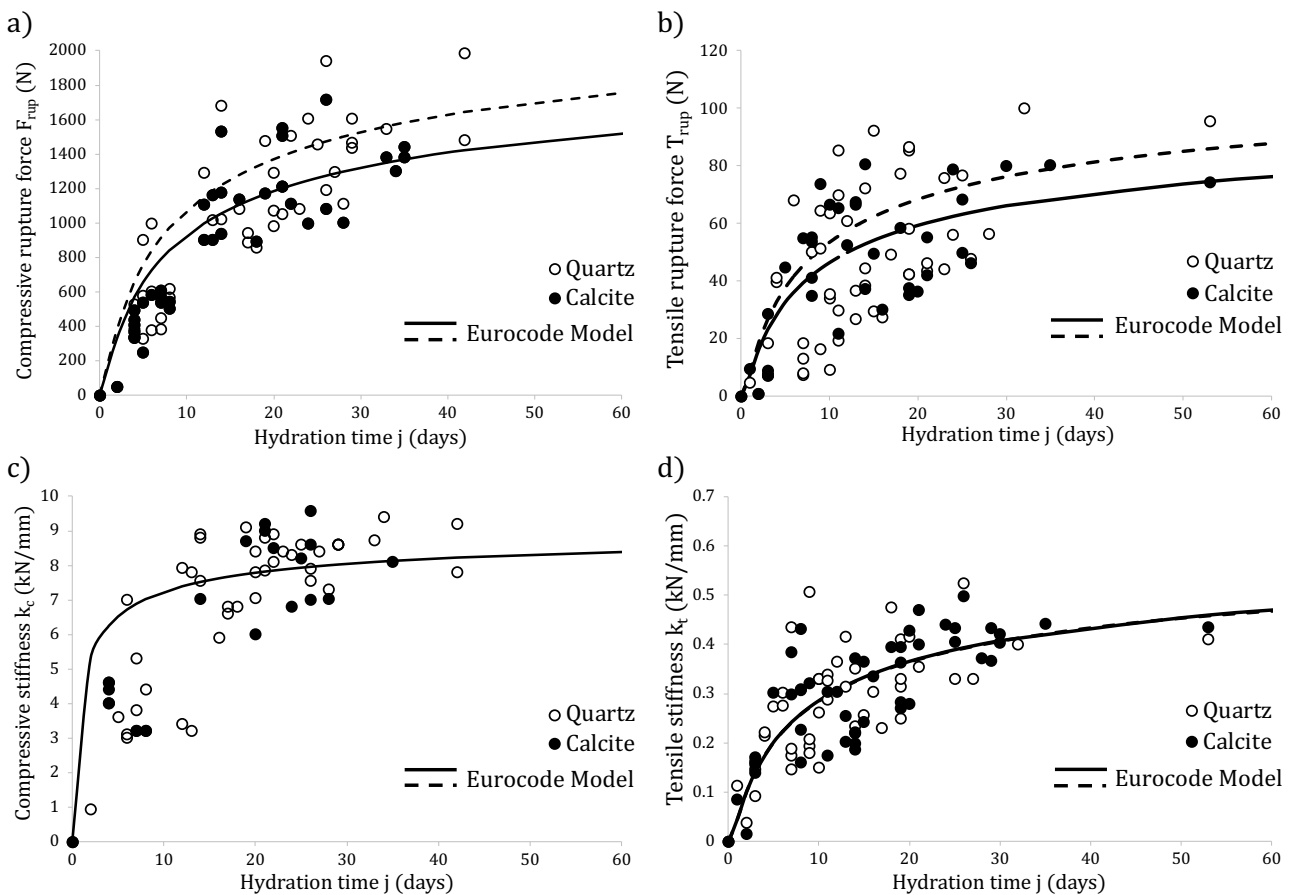 a)
Compressive rupture force F_rup (N)
2000
1800
1600
1400
1200
1000
800
600
400
200
0
0 10 20 30 40 50 60
Hydration time j (days)
Quartz
Calcite
Eurocode Model
b)
Tensile rupture force T_rup (N)
120
100
80
60
40
20
0
0 10 20 30 40 50 60
Hydration time j (days)
Quartz
Calcite
Eurocode Model
c)
Compressive stiffness k_c (kN/mm)
10
9
8
7
6
5
4
3
2
1
0
0 10 20 30 40 50 60
Hydration time j (days)
Quartz
Calcite
Eurocode Model
d)
Tensile stiffness k_t (kN/mm)
0.7
0.6
0.5
0.4
0.3
0.2
0.1
0
0 10 20 30 40 50 60
Hydration time j (days)
Quartz
Calcite
Eurocode Model